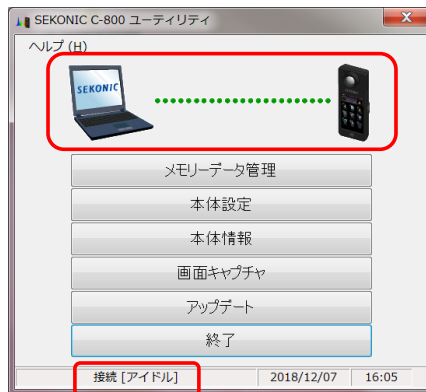 SEKONIC C-800 ユーティリティ
ヘルプ(H)
SEKONIC
メモリーデータ管理
本体設定
本体情報
画面キャプチャ
アップデート
終了
接続 [アイドル] 2018/12/07 16:05